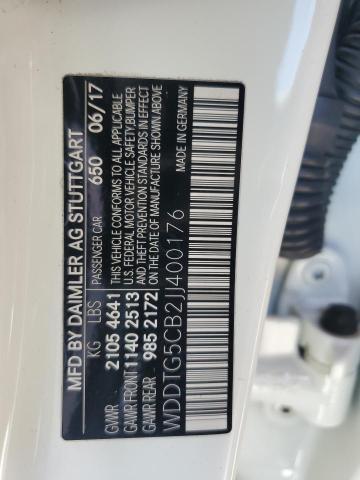 MFD BY DAIMLER AG STUTTGART
KG LBS PASSENGER CAR 650 06/17
GVWR 2105 4641 THIS VEHICLE CONFORMS TO ALL APPLICABLE
GAWR FRONT 1140 2513 U.S. FEDERAL MOTOR VEHICLE SAFETY, BUMPER
GAWR REAR 985 2172 AND THEFT PREVENTION STANDARDS IN EFFECT
ON THE DATE OF MANUFACTURE SHOWN ABOVE.
WDDTG5CB2JJ400176 MADE IN GERMANY